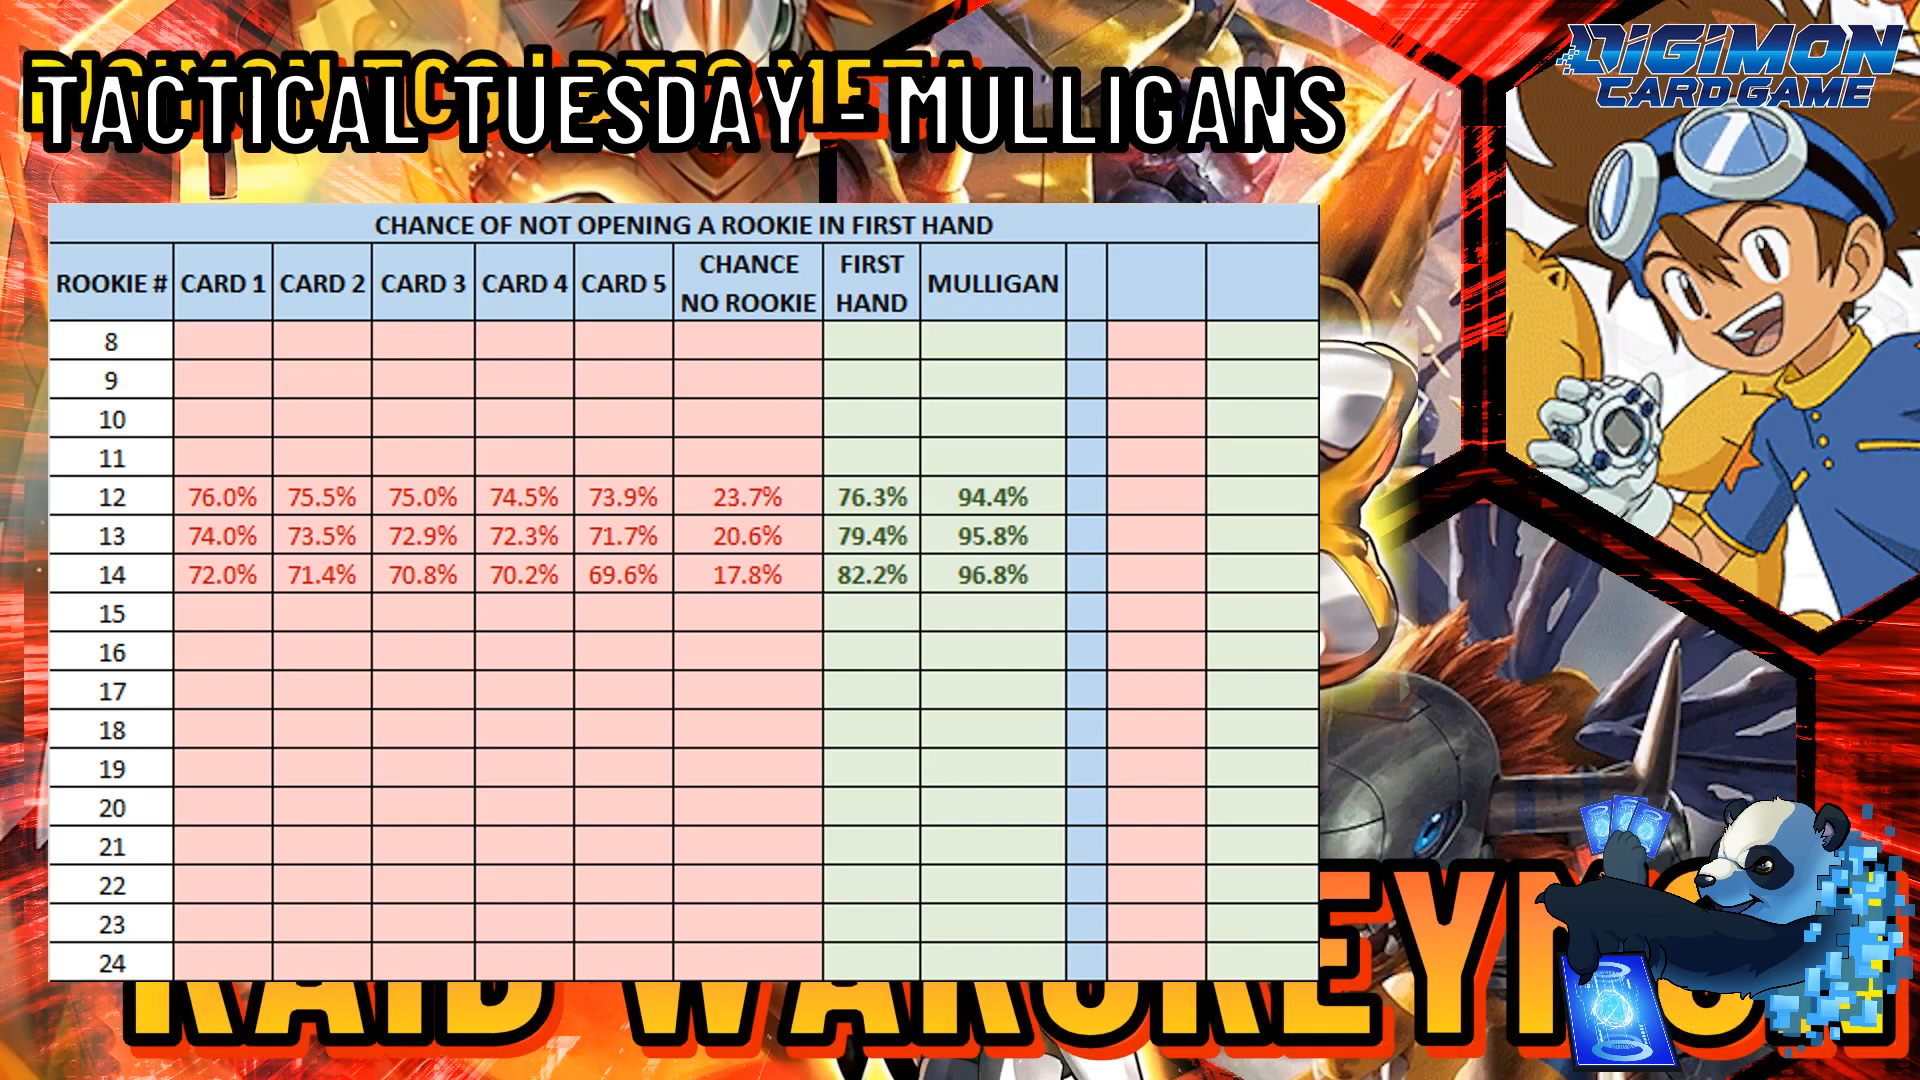 DIGIMON
CARD GAME
TACTICAL TUESDAY - MULLIGANS
CHANCE OF NOT OPENING A ROOKIE IN FIRST HAND
ROOKIE # CARD 1 CARD 2 CARD 3 CARD 4 CARD 5 CHANCE NO ROOKIE FIRST HAND MULLIGAN
8
9
10
11
12 76.0% 75.5% 75.0% 74.5% 73.9% 23.7% 76.3% 94.4%
13 74.0% 73.5% 72.9% 72.3% 71.7% 20.6% 79.4% 95.8%
14 72.0% 71.4% 70.8% 70.2% 69.6% 17.8% 82.2% 96.8%
15
16
17
18
19
20
21
22
23
24
RAID